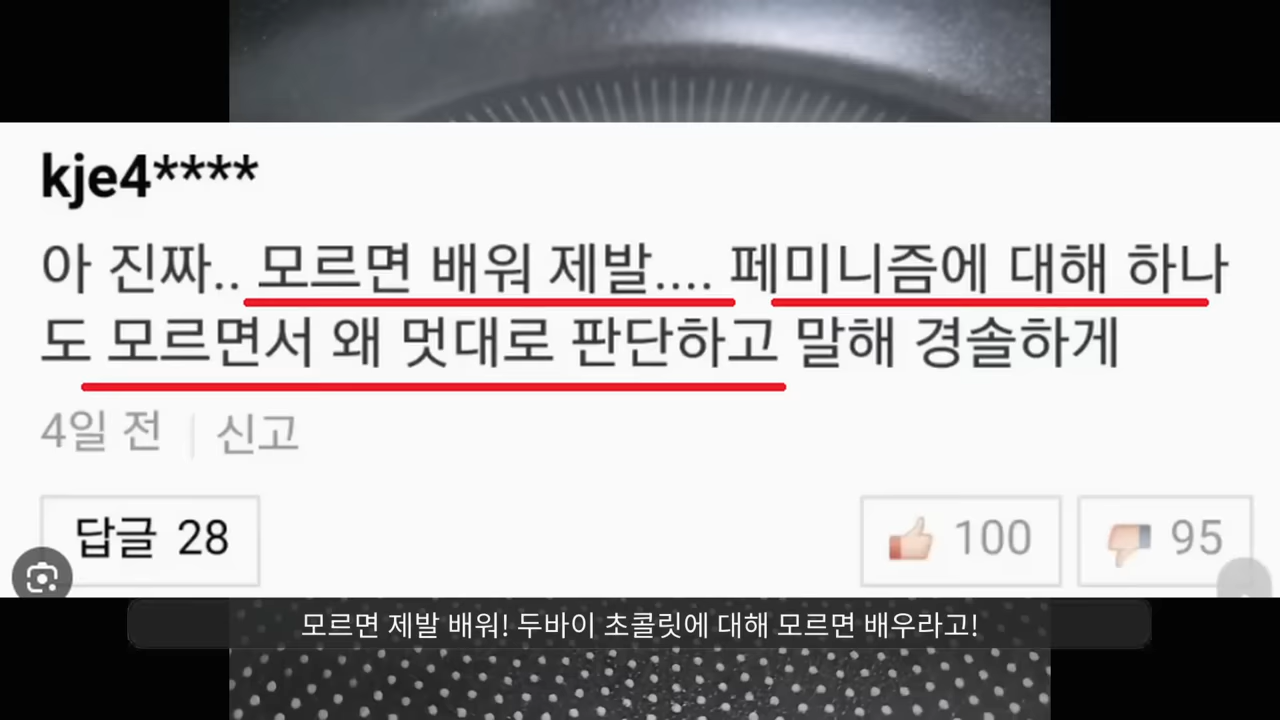 kje4****
아 진짜.. 모르면 배워 제발.... 페미니즘에 대해 하나
도 모르면서 왜 멋대로 판단하고 말해 경솔하게
4일 전 | 신고
답글 28
100
95
모르면 제발 배워! 두바이 초콜릿에 대해 모르면 배우라고!